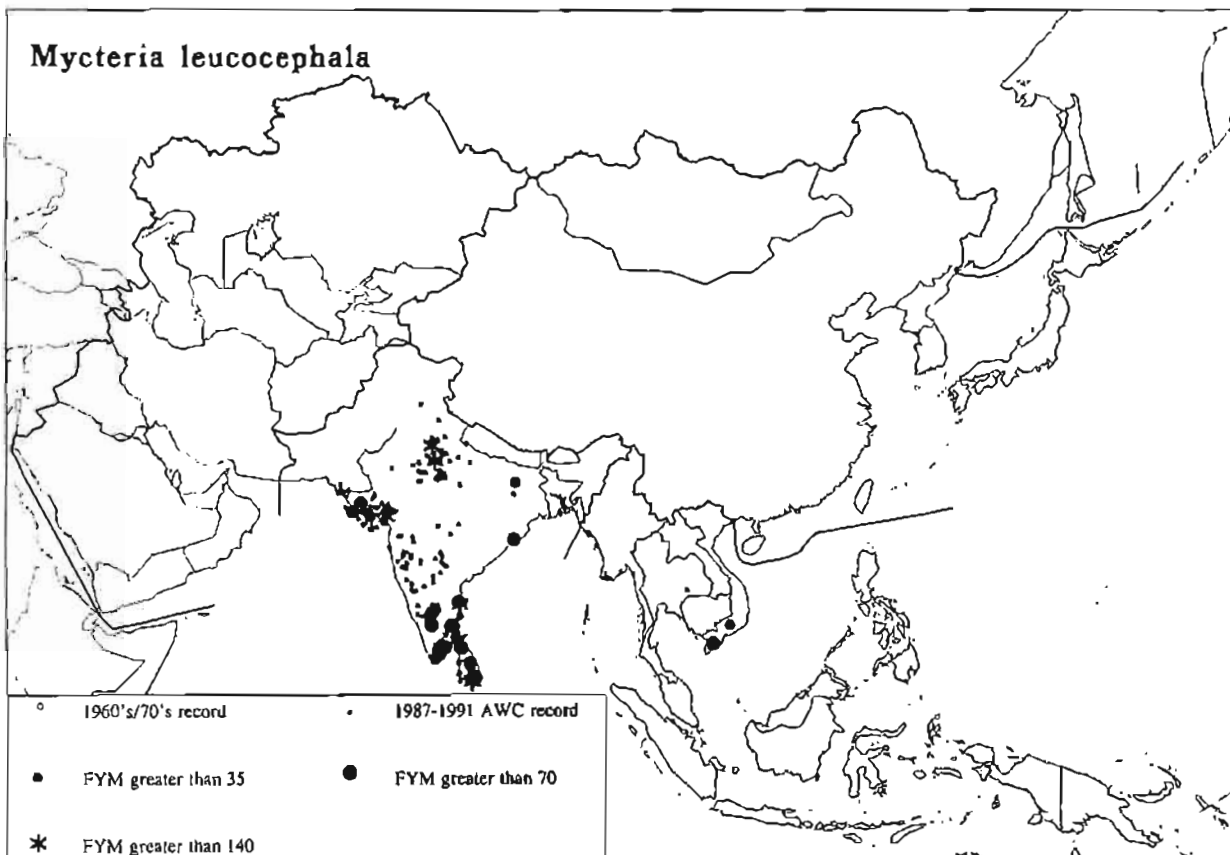 Mycteria leucocephala
1960's/70's record
1987-1991 AWC record
FYM greater than 35
FYM greater than 70
FYM greater than 140